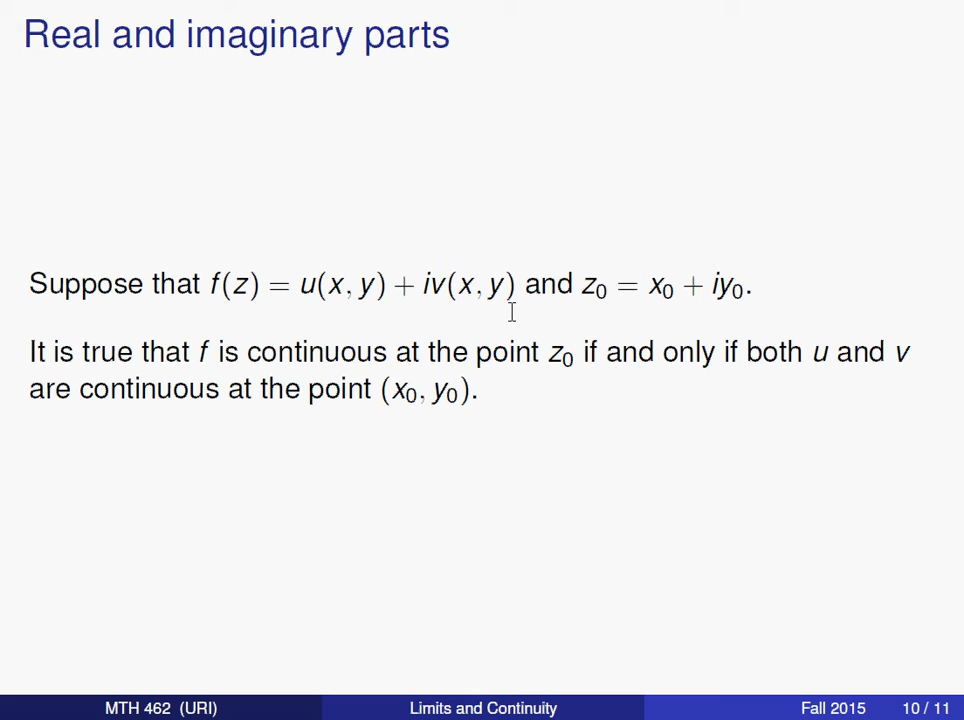 Real and imaginary parts
Suppose that f(z) = u(x, y) + iv(x, y) and z₀ = x₀ + iy₀.
It is true that f is continuous at the point z₀ if and only if both u and v
are continuous at the point (x₀, y₀).
MTH 462 (URI) Limits and Continuity Fall 2015 10 / 11